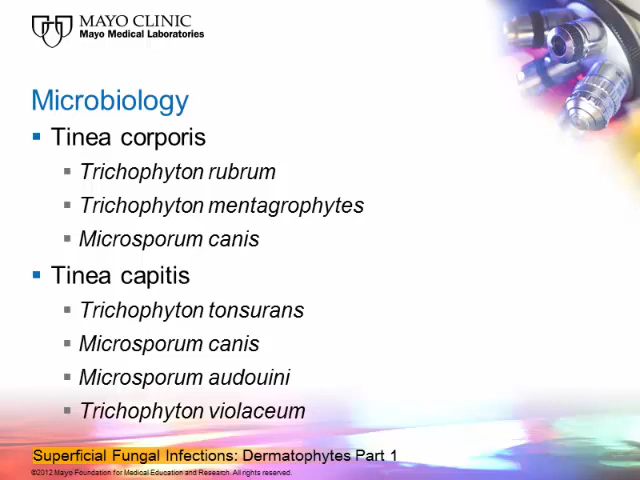 MAYO CLINIC
Mayo Medical Laboratories
Microbiology
Tinea corporis
Trichophyton rubrum
Trichophyton mentagrophytes
Microsporum canis
Tinea capitis
Trichophyton tonsurans
Microsporum canis
Microsporum audouini
Trichophyton violaceum
Superficial Fungal Infections: Dermatophytes Part 1
©2012 Mayo Foundation for Medical Education and Research. All rights reserved.